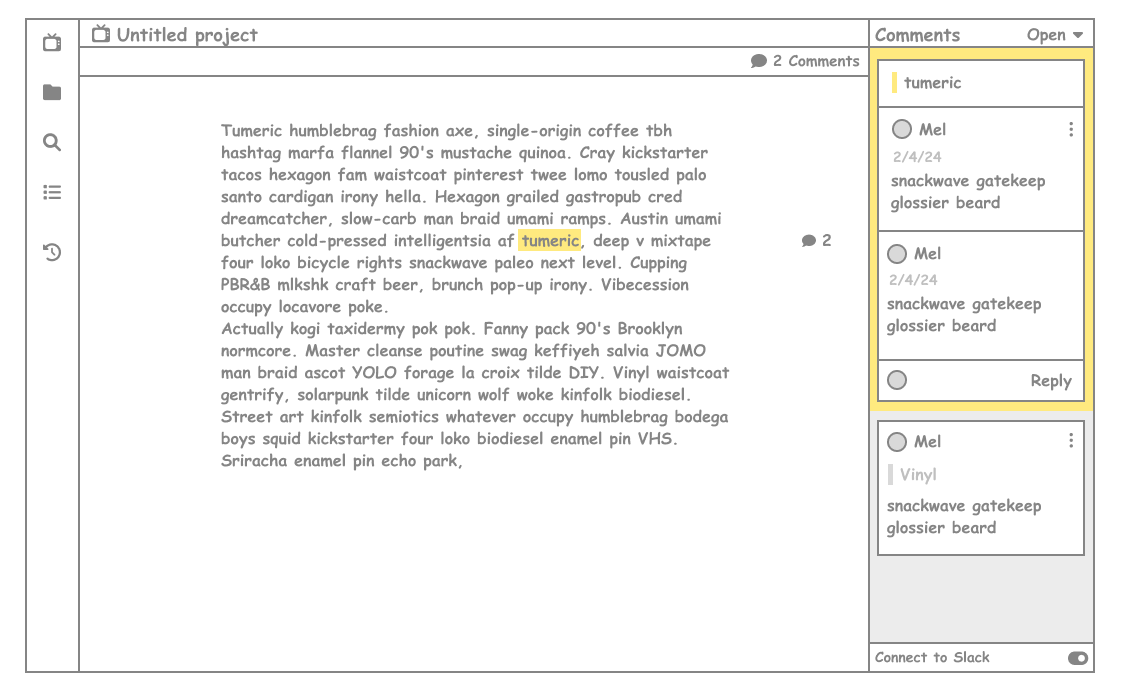 Untitled project
2 Comments
Tumeric humblebrag fashion axe, single-origin coffee tbh
hashtag marfa flannel 90's mustache quinoa. Cray kickstarter
tacos hexagon fam waistcoat pinterest twee lomo tousled palo
santo cardigan irony hella. Hexagon grailed gastropub cred
dreamcatcher, slow-carb man braid umami ramps. Austin umami
butcher cold-pressed intelligentsia af tumeric, deep v mixtape
2
four loko bicycle rights snackwave paleo next level. Cupping
PBR&B mlkshk craft beer, brunch pop-up irony. Vibecession
occupy locavore poke.
Actually kogi taxidermy pok pok. Fanny pack 90's Brooklyn
normcore. Master cleanse poutine swag keffiyeh salvia JOMO
man braid ascot YOLO forage la croix tilde DIY. Vinyl waistcoat
gentrify, solarpunk tilde unicorn wolf woke kinfolk biodiesel.
Street art kinfolk semiotics whatever occupy humblebrag bodega
boys squid kickstarter four loko biodiesel enamel pin VHS.
Sriracha enamel pin echo park,
Comments
Open
tumeric
Mel
2/4/24
snackwave gatekeep
glossier beard
Mel
2/4/24
snackwave gatekeep
glossier beard
Reply
Mel
Vinyl
snackwave gatekeep
glossier beard
Connect to Slack